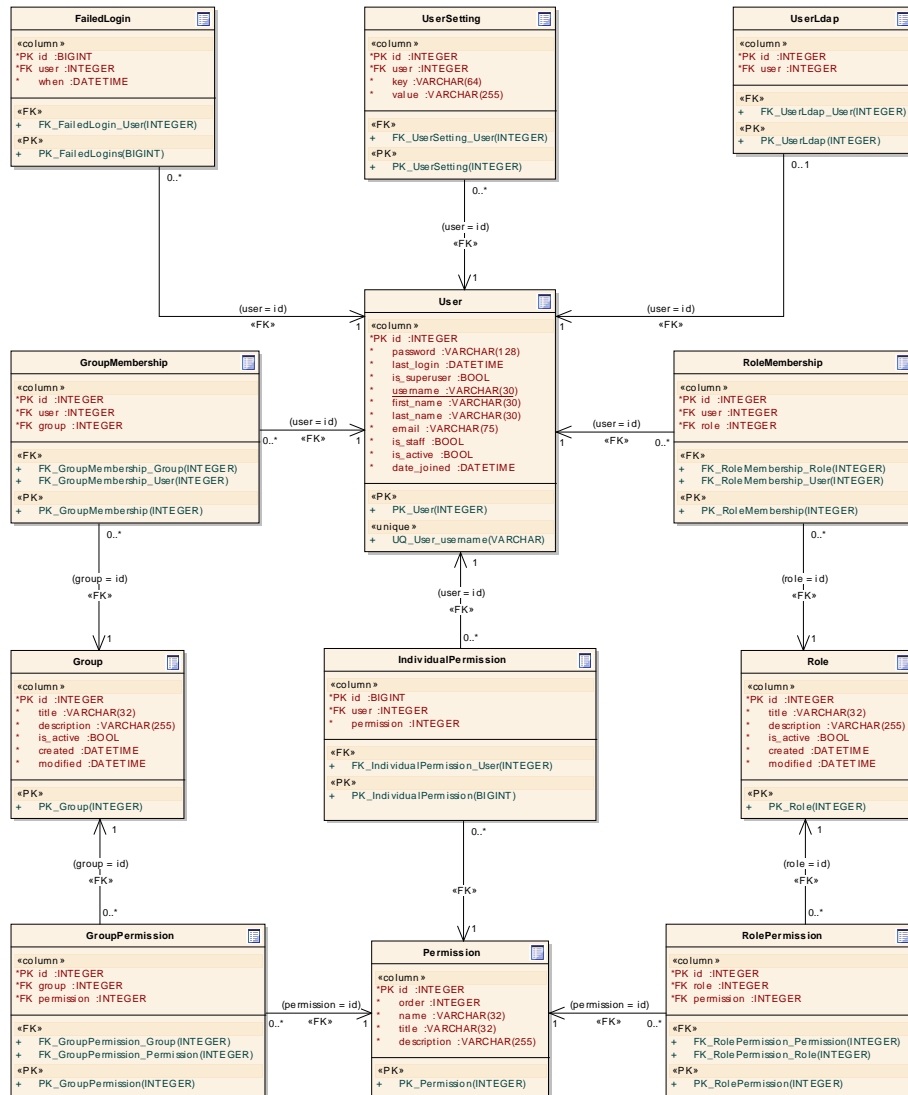 FailedLogin
«column»
*PK id :BIGINT
*FK user :INTEGER
* when :DATETIME
«FK»
+ FK_FailedLogin_User(INTEGER)
«PK»
+ PK_FailedLogins(BIGINT)
UserSetting
«column»
*PK id :INTEGER
*FK user :INTEGER
* key :VARCHAR(64)
* value :VARCHAR(255)
«FK»
+ FK_UserSetting_User(INTEGER)
«PK»
+ PK_UserSetting(INTEGER)
UserLdap
«column»
*PK id :INTEGER
*FK user :INTEGER
«FK»
+ FK_UserLdap_User(INTEGER)
«PK»
+ PK_UserLdap(INTEGER)
0..*
0..*
0..1
(user = id)
«FK»
1
(user = id)
«FK»
1
(user = id)
«FK»
1
User
«column»
*PK id :INTEGER
* password :VARCHAR(128)
* last_login :DATETIME
* is_superuser :BOOL
* username :VARCHAR(30)
* first_name :VARCHAR(30)
* last_name :VARCHAR(30)
* email :VARCHAR(75)
* is_staff :BOOL
* is_active :BOOL
* date_joined :DATETIME
«PK»
+ PK_User(INTEGER)
«unique»
+ UQ_User_username(VARCHAR)
GroupMembership
«column»
*PK id :INTEGER
*FK user :INTEGER
*FK group :INTEGER
«FK»
+ FK_GroupMembership_Group(INTEGER)
+ FK_GroupMembership_User(INTEGER)
«PK»
+ PK_GroupMembership(INTEGER)
(user = id)
0..*
«FK»
1
RoleMembership
«column»
*PK id :INTEGER
*FK user :INTEGER
*FK role :INTEGER
«FK»
+ FK_RoleMembership_Role(INTEGER)
+ FK_RoleMembership_User(INTEGER)
«PK»
+ PK_RoleMembership(INTEGER)
(user = id)
1
«FK»
0..*
0..*
(group = id)
«FK»
1
1
(user = id)
«FK»
0..*
0..*
(role = id)
«FK»
1
Group
«column»
*PK id :INTEGER
* title :VARCHAR(32)
* description :VARCHAR(255)
* is_active :BOOL
* created :DATETIME
* modified :DATETIME
«PK»
+ PK_Group(INTEGER)
IndividualPermission
«column»
*PK id :BIGINT
*FK user :INTEGER
* permission :INTEGER
«FK»
+ FK_IndividualPermission_User(INTEGER)
«PK»
+ PK_IndividualPermission(BIGINT)
Role
«column»
*PK id :INTEGER
* title :VARCHAR(32)
* description :VARCHAR(255)
* is_active :BOOL
* created :DATETIME
* modified :DATETIME
«PK»
+ PK_Role(INTEGER)
1
(group = id)
«FK»
0..*
0..*
«FK»
1
1
(role = id)
«FK»
0..*
GroupPermission
«column»
*PK id :INTEGER
*FK group :INTEGER
*FK permission :INTEGER
«FK»
+ FK_GroupPermission_Group(INTEGER)
+ FK_GroupPermission_Permission(INTEGER)
«PK»
+ PK_GroupPermission(INTEGER)
(permission = id)
0..*
«FK»
1
Permission
«column»
*PK id :INTEGER
* order :INTEGER
* name :VARCHAR(32)
* title :VARCHAR(32)
* description :VARCHAR(255)
«PK»
+ PK_Permission(INTEGER)
(permission = id)
1
«FK»
0..*
RolePermission
«column»
*PK id :INTEGER
*FK role :INTEGER
*FK permission :INTEGER
«FK»
+ FK_RolePermission_Permission(INTEGER)
+ FK_RolePermission_Role(INTEGER)
«PK»
+ PK_RolePermission(INTEGER)